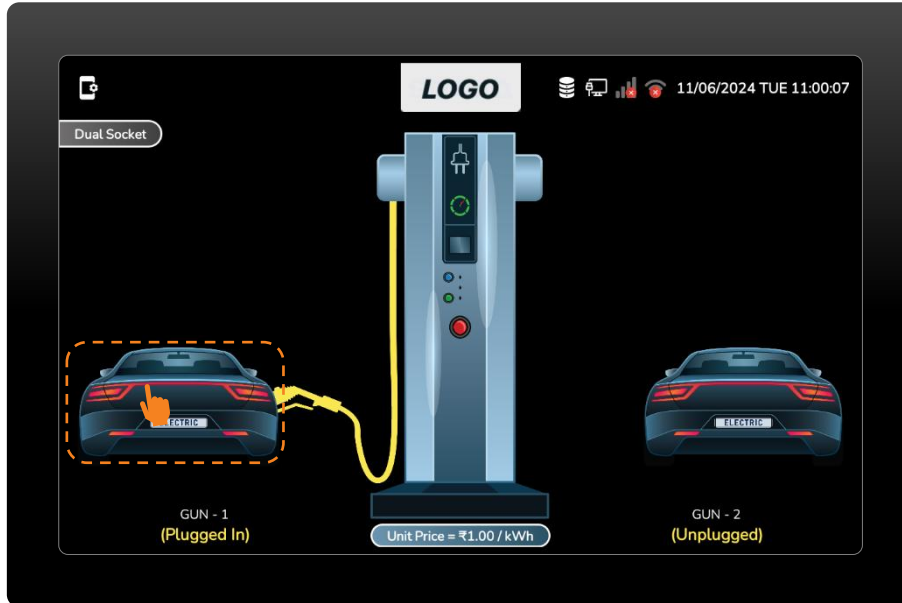 LOGO
11/06/2024 TUE 11:00:07
Dual Socket
ELECTRIC
ELECTRIC
GUN - 1
(Plugged In)
GUN - 2
(Unplugged)
Unit Price = ₹1.00 / kWh